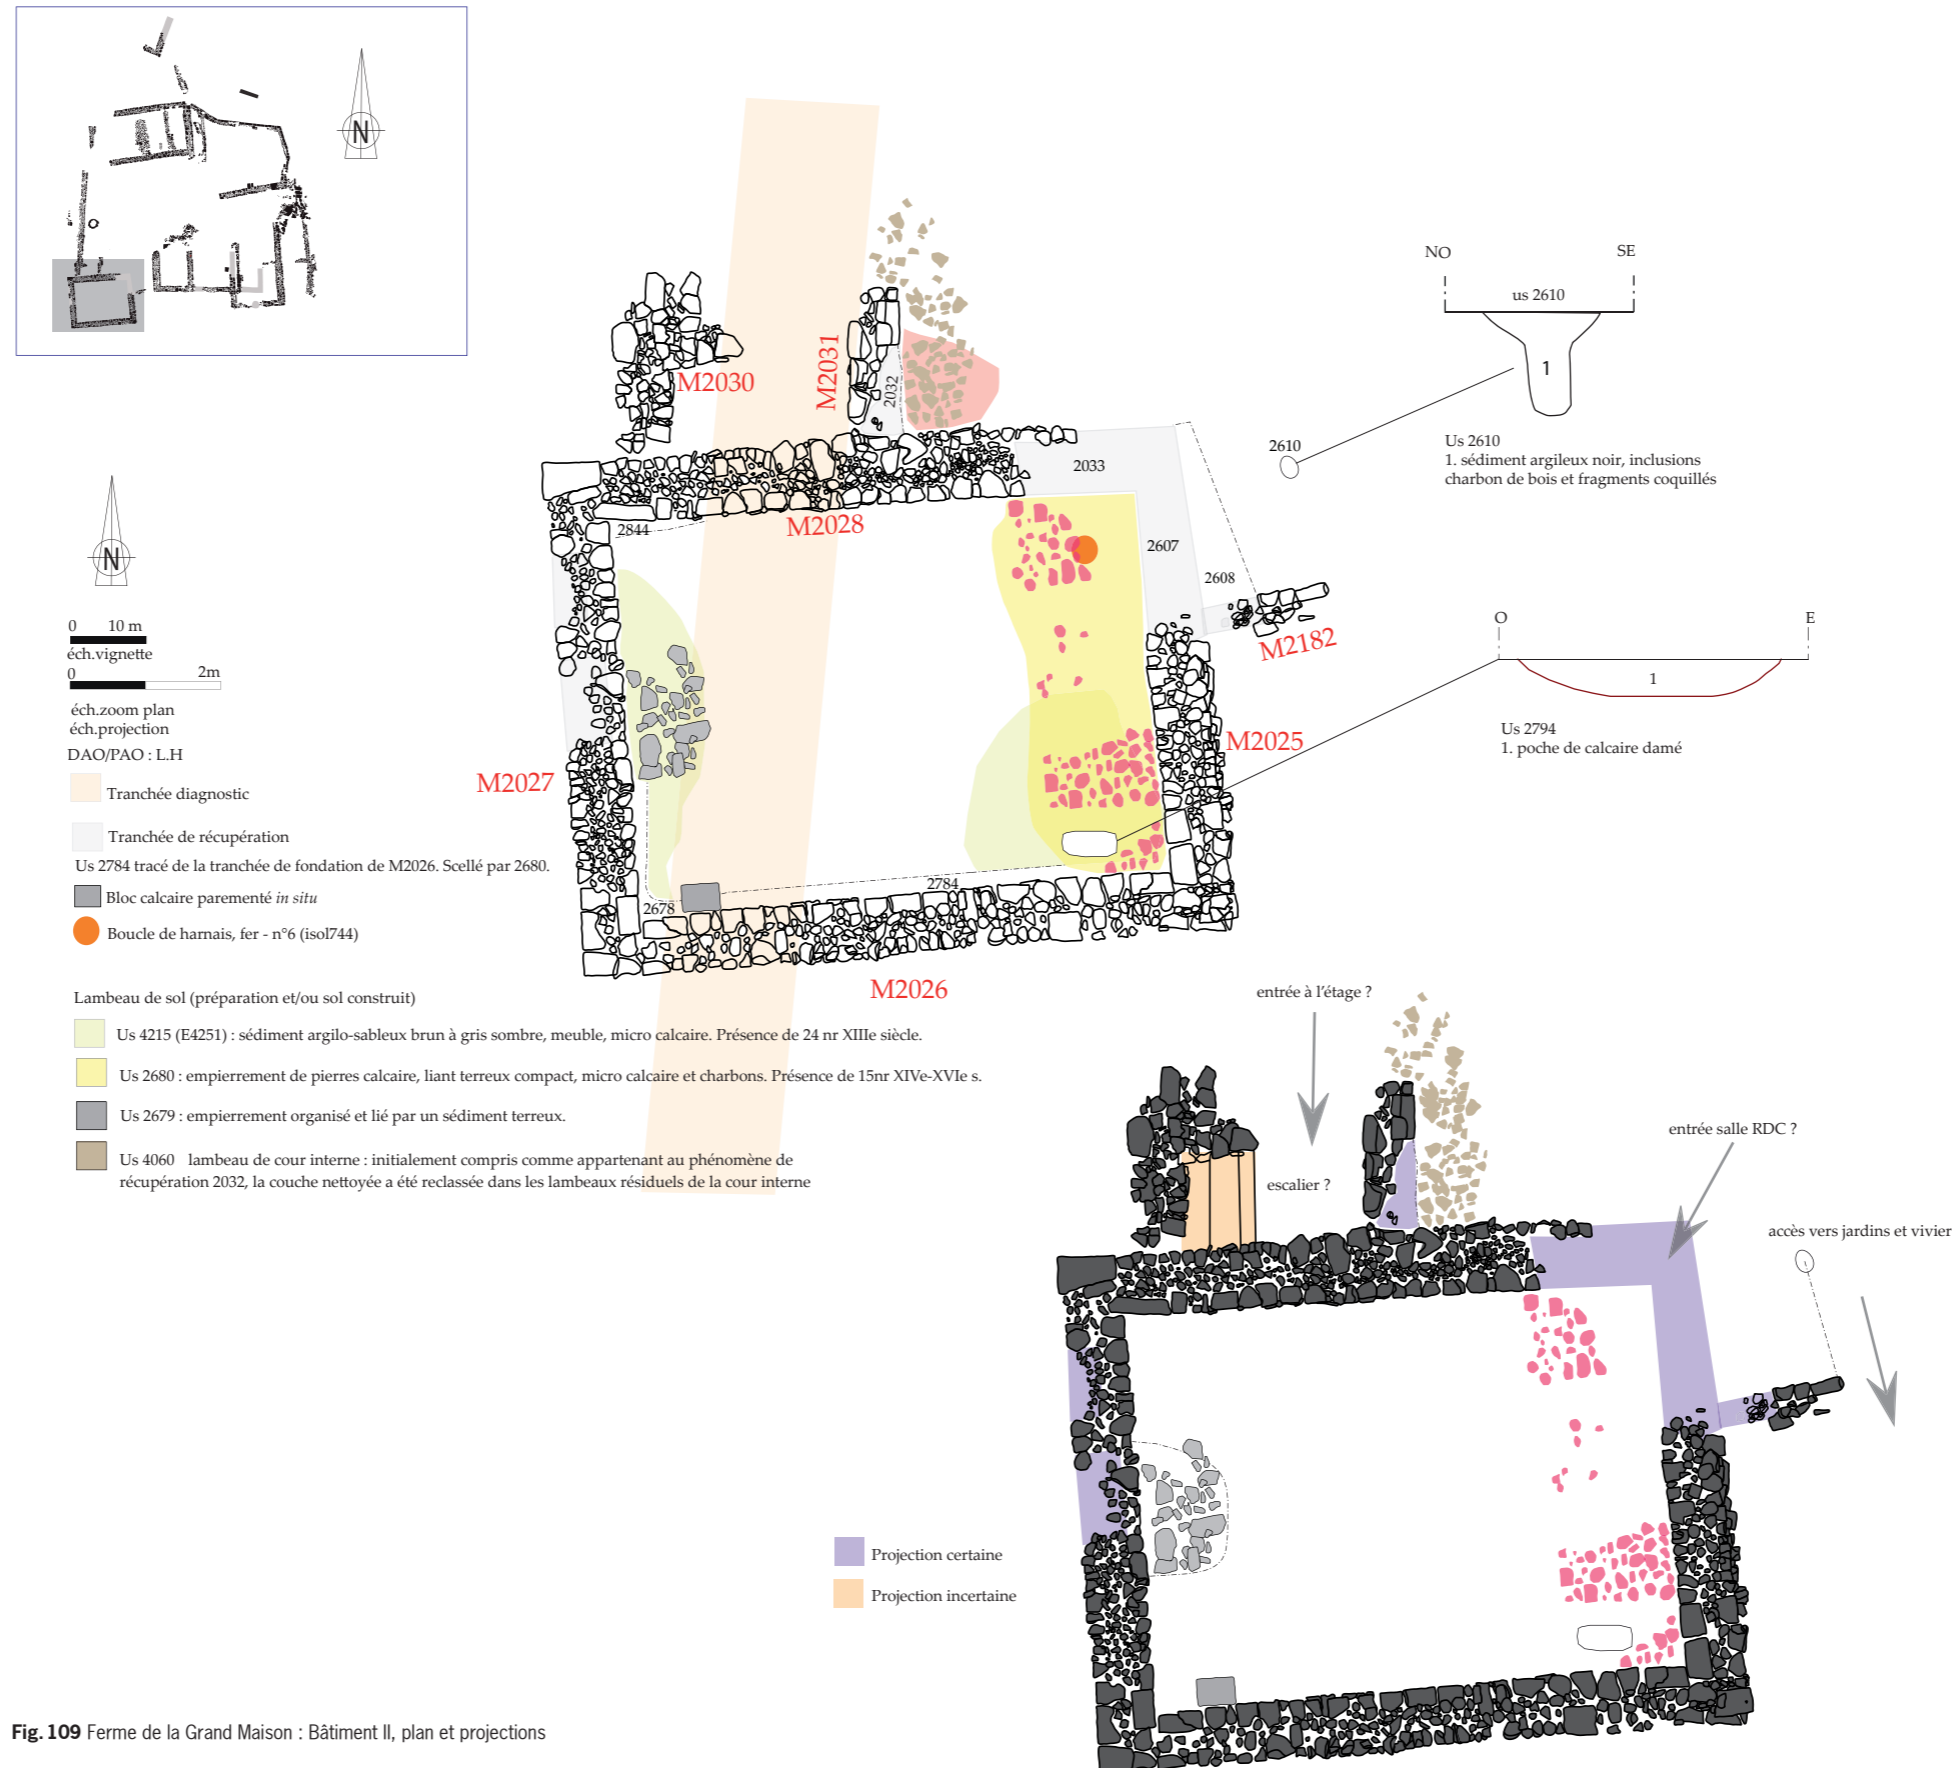 N
NO
SE
us 2610
1
Us 2610
1. sédiment argileux noir, inclusions
charbon de bois et fragments coquillés
M2030
M2031
2032
2610
2033
M2028
2844
2607
2608
M2182
N
0 10 m
éch.vignette
0 2m
éch.zoom plan
éch.projection
DAO/PAO : L.H
O
E
1
Us 2794
1. poche de calcaire damé
M2025
M2027
Tranchée diagnostic
Tranchée de récupération
Us 2784 tracé de la tranchée de fondation de M2026. Scellé par 2680.
Bloc calcaire parementé in situ
Boucle de harnais, fer - n°6 (isol744)
2784
2678
M2026
Lambeau de sol (préparation et/ou sol construit)
Us 4215 (E4251) : sédiment argilo-sableux brun à gris sombre, meuble, micro calcaire. Présence de 24 nr XIIIe siècle.
Us 2680 : empierrement de pierres calcaire, liant terreux compact, micro calcaire et charbons. Présence de 15nr XIVe-XVIe s.
Us 2679 : empierrement organisé et lié par un sédiment terreux.
Us 4060 lambeau de cour interne : initialement compris comme appartenant au phénomène de
récupération 2032, la couche nettoyée a été reclassée dans les lambeaux résiduels de la cour interne
entrée à l'étage ?
entrée salle RDC ?
escalier ?
accès vers jardins et vivier
Projection certaine
Projection incertaine
Fig. 109 Ferme de la Grand Maison : Bâtiment II, plan et projections